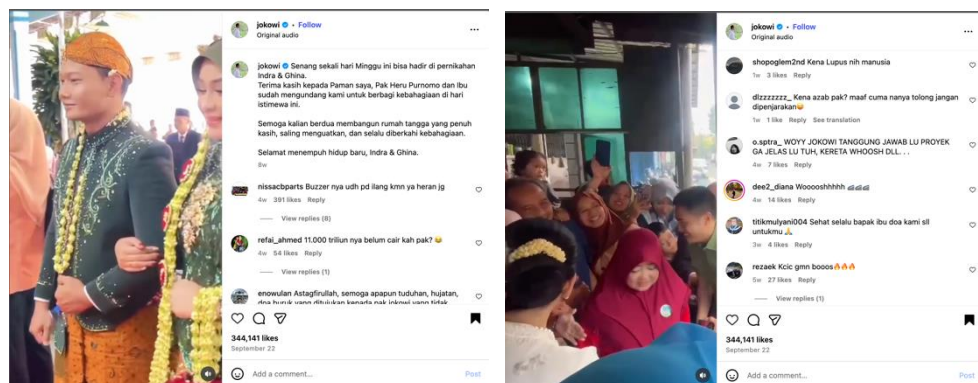 jokowi • Follow
Original audio
jokowi Senang sekali hari Minggu ini bisa hadir di pernikahan
Indra & Ghina.
Terima kasih kepada Paman saya, Pak Heru Purnomo dan Ibu
sudah mengundang kami untuk berbagi kebahagiaan di hari
istimewa ini.
Semoga kalian berdua membangun rumah tangga yang penuh
kasih, saling menguatkan, dan selalu diberkahi kebahagiaan.
Selamat menempuh hidup baru, Indra & Ghina.
8w
nissacbparts Buzzer nya udh pd ilang kmn ya heran jg
4w 391 likes Reply
View replies (8)
refai_ahmed 11.000 triliun nya belum cair kah pak? 😂
4w 54 likes Reply
View replies (1)
enowulan Astagfirullah, semoga apapun tuduhan, hujatan,
doa buruk yang ditujukan kepada pak jokowi yang tidak
344,141 likes
September 22
Add a comment...
Post
jokowi • Follow
Original audio
shopoglem2nd Kena Lupus nih manusia
1w 3 likes Reply
dlzzzzzzz_ Kena azab pak? maaf cuma nanya tolong jangan
dipenjarakan😛
1w 1 like Reply See translation
o.sptra_ WOYY JOKOWI TANGGUNG JAWAB LU PROYEK
GA JELAS LU TUH, KERETA WHOOSH DLL. . .
4w 7 likes Reply
dee2_diana Wooooshhhhh 🚄🚄🚄
4w 14 likes Reply
titikmulyani004 Sehat selalu bapak ibu doa kami sll
untukmu 🙏
3w 4 likes Reply
rezaek Kcic gmn booos🔥🔥🔥
5w 27 likes Reply
View replies (1)
344,141 likes
September 22
Add a comment...
Post